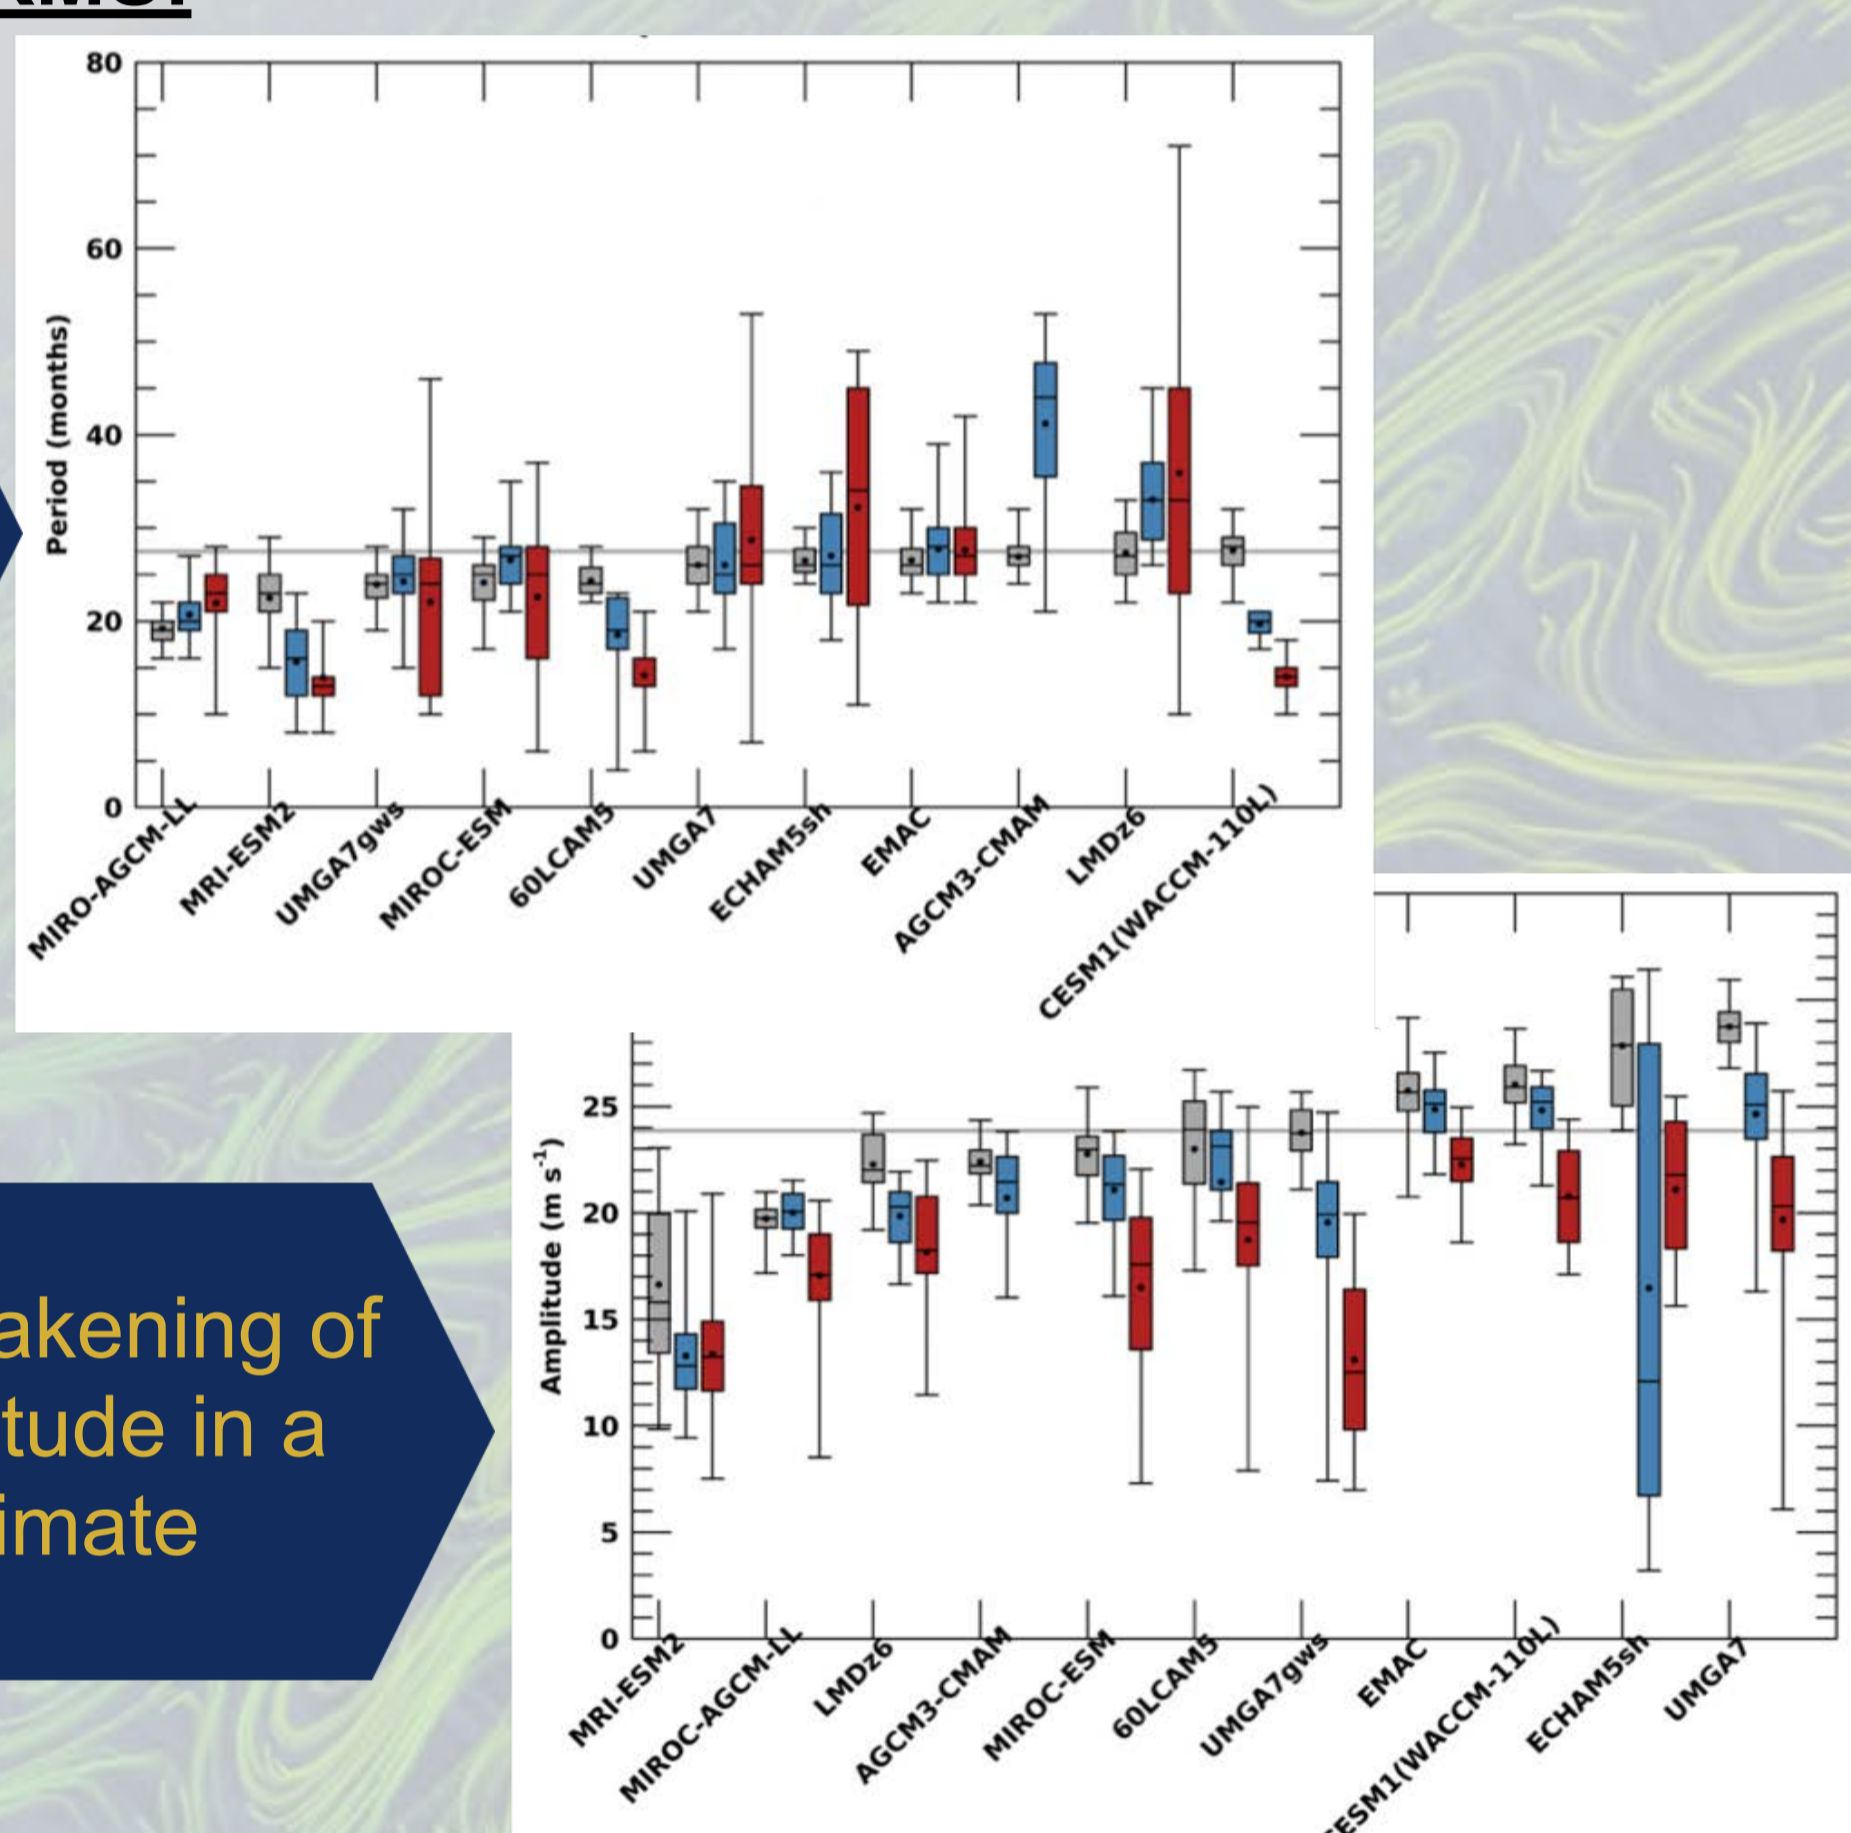 80
60
40
20
0
Period (months)
MIRO-AGCM-LL
MRI-ESM2
UMGA7gws
MIROC-ESM
60LCAM5
UMGA7
ECHAM5sh
EMAC
AGCM3-CMAM
LMDz6
CESM1(WACCM-110L)
akening of
tude in a
imate
25
20
15
10
5
0
Amplitude (m s-1)
MRI-ESM2
MIROC-AGCM-LL
LMDz6
AGCM3-CMAM
MIROC-ESM
60LCAM5
UMGA7gws
EMAC
ESM1(WACCM-110L)
ECHAM5sh
UMGA7